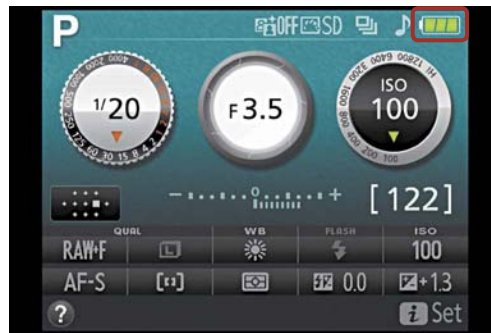 P OFF SD
1/20
F3.5
ISO
100
- 0 + [122]
QUAL WB FLASH ISO
RAW+F L 100
AF-S 0.0 +1.3
? i Set